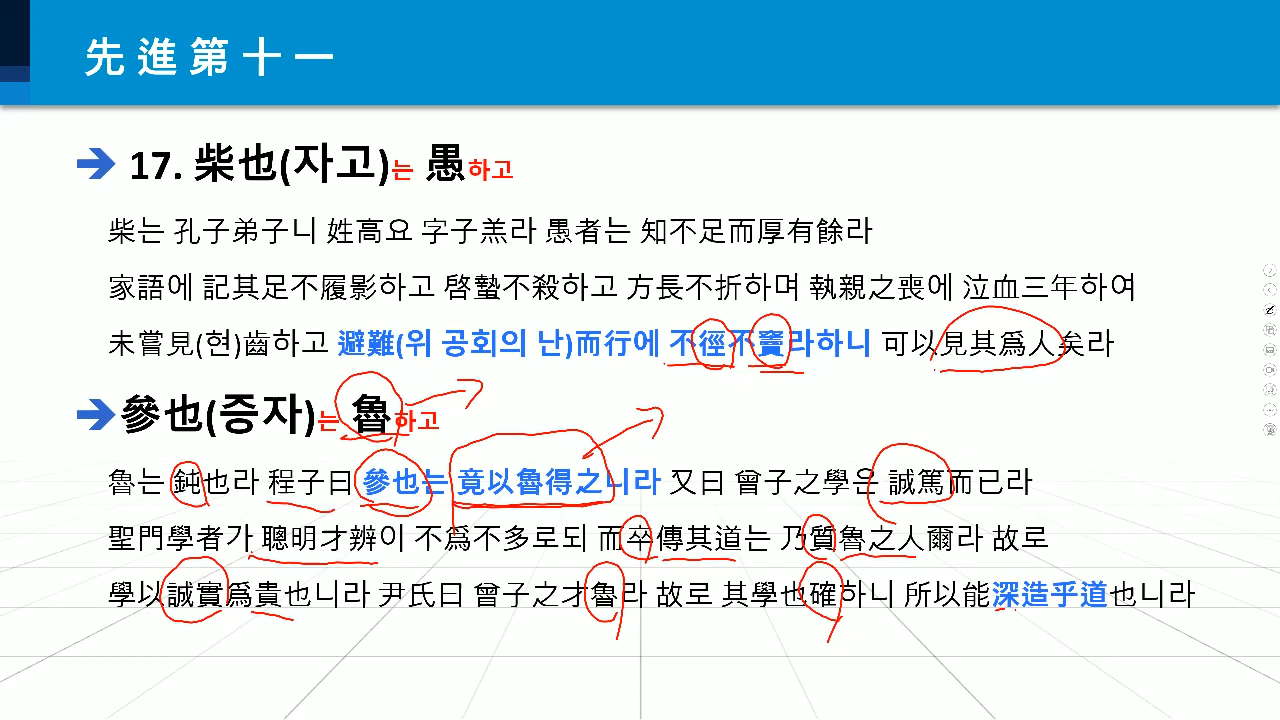 先進第十一
17. 柴也(자고)는 愚하고
柴는 孔子弟子니 姓高요 字子羔라 愚者는 知不足而厚有餘라
家語에 記其足不履影하고 啓蟄不殺하고 方長不折하며 執親之喪에 泣血三年하여
未嘗見(현)齒하고 避難(위 공회의 난)而行에 不徑不竇라하니 可以見其爲人矣라
參也(증자)는 魯하고
魯는 鈍也라 程子曰 參也는 竟以魯得之니라 又曰 曾子之學은 誠篤而已라
聖門學者가 聰明才辨이 不爲不多로되 而卒傳其道는 乃質魯之人爾라 故로
學以誠實爲貴也니라 尹氏曰 曾子之才魯라 故로 其學也確하니 所以能深造乎道也니라